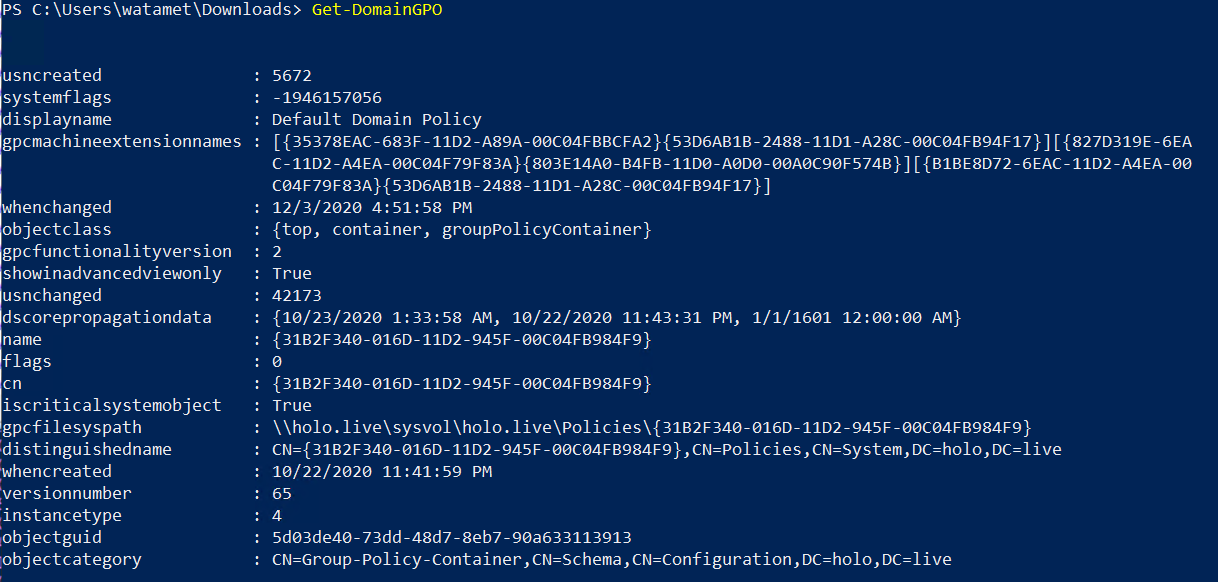 PS C:\Users\watamet\Downloads> Get-DomainGPO
usncreated : 5672
systemflags : -1946157056
displayname : Default Domain Policy
gpcmachineextensionnames : [{35378EAC-683F-11D2-A89A-00C04FBBCFA2}{53D6AB1B-2488-11D1-A28C-00C04FB94F17}][{827D319E-6EA
C-11D2-A4EA-00C04F79F83A}{803E14A0-B4FB-11D0-A0D0-00A0C90F574B}][{B1BE8D72-6EAC-11D2-A4EA-00
C04F79F83A}{53D6AB1B-2488-11D1-A28C-00C04FB94F17}]
whenchanged : 12/3/2020 4:51:58 PM
objectclass : {top, container, groupPolicyContainer}
gpcfunctionalityversion : 2
showinadvancedviewonly : True
usnchanged : 42173
dscorepropagationdata : {10/23/2020 1:33:58 AM, 10/22/2020 11:43:31 PM, 1/1/1601 12:00:00 AM}
name : {31B2F340-016D-11D2-945F-00C04FB984F9}
flags : 0
cn : {31B2F340-016D-11D2-945F-00C04FB984F9}
iscriticalsystemobject : True
gpcfilesyspath : \\holo.live\sysvol\holo.live\Policies\{31B2F340-016D-11D2-945F-00C04FB984F9}
distinguishedname : CN={31B2F340-016D-11D2-945F-00C04FB984F9},CN=Policies,CN=System,DC=holo,DC=live
whencreated : 10/22/2020 11:41:59 PM
versionnumber : 65
instancetype : 4
objectguid : 5d03de40-73dd-48d7-8eb7-90a633113913
objectcategory : CN=Group-Policy-Container,CN=Schema,CN=Configuration,DC=holo,DC=live